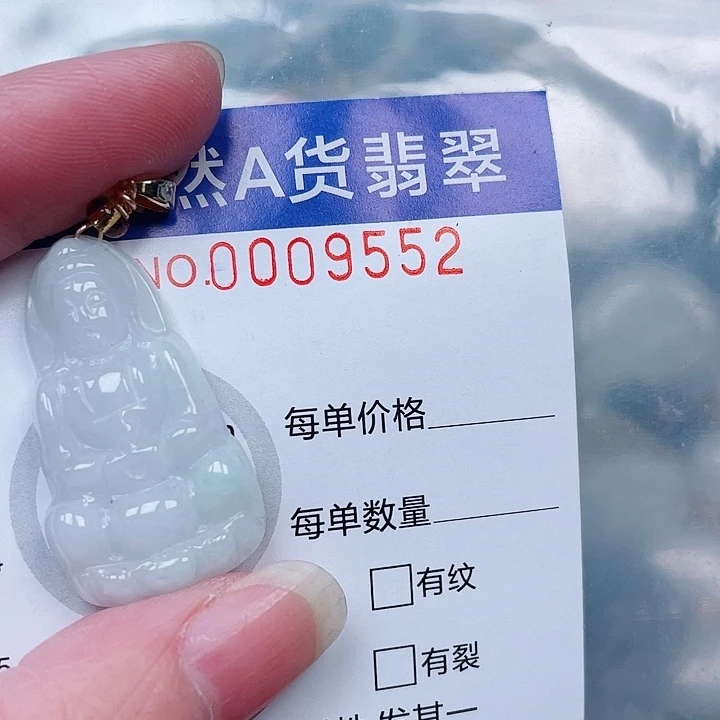 然A货翡翠
NO.0009552
每单价格
每单数量
有纹
有裂